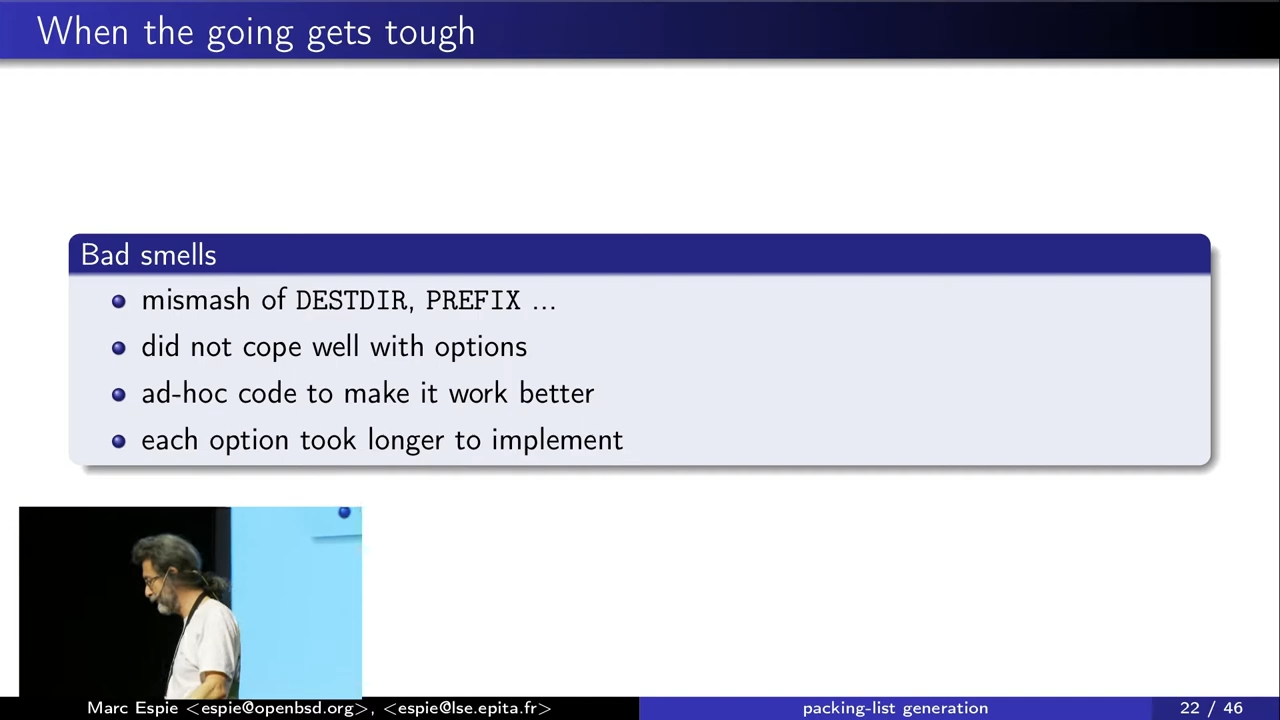 When the going gets tough
Bad smells
mismash of DESTDIR, PREFIX ...
did not cope well with options
ad-hoc code to make it work better
each option took longer to implement
Marc Espie <espie@openbsd.org>, <espie@lse.epita.fr>
packing-list generation
22 / 46